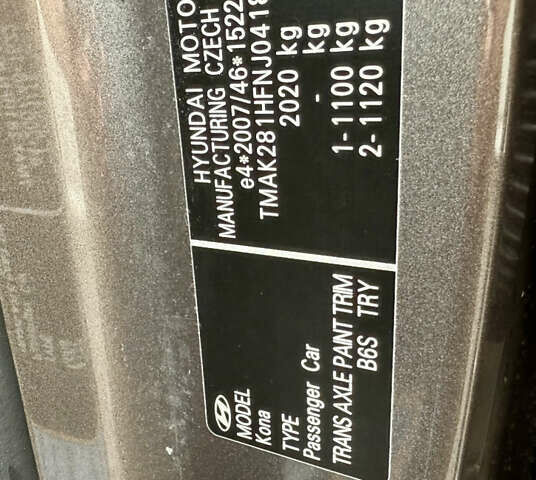 HYUNDAI MOTO
MANUFACTURING CZECH
e4*2007/46*1522
TMAK281HFNJ0418
2020 kg
- kg
1-1100 kg
2-1120 kg
MODEL
Kona
TYPE
Passenger Car
TRANS AXLE PAINT TRIM
B6S TRY